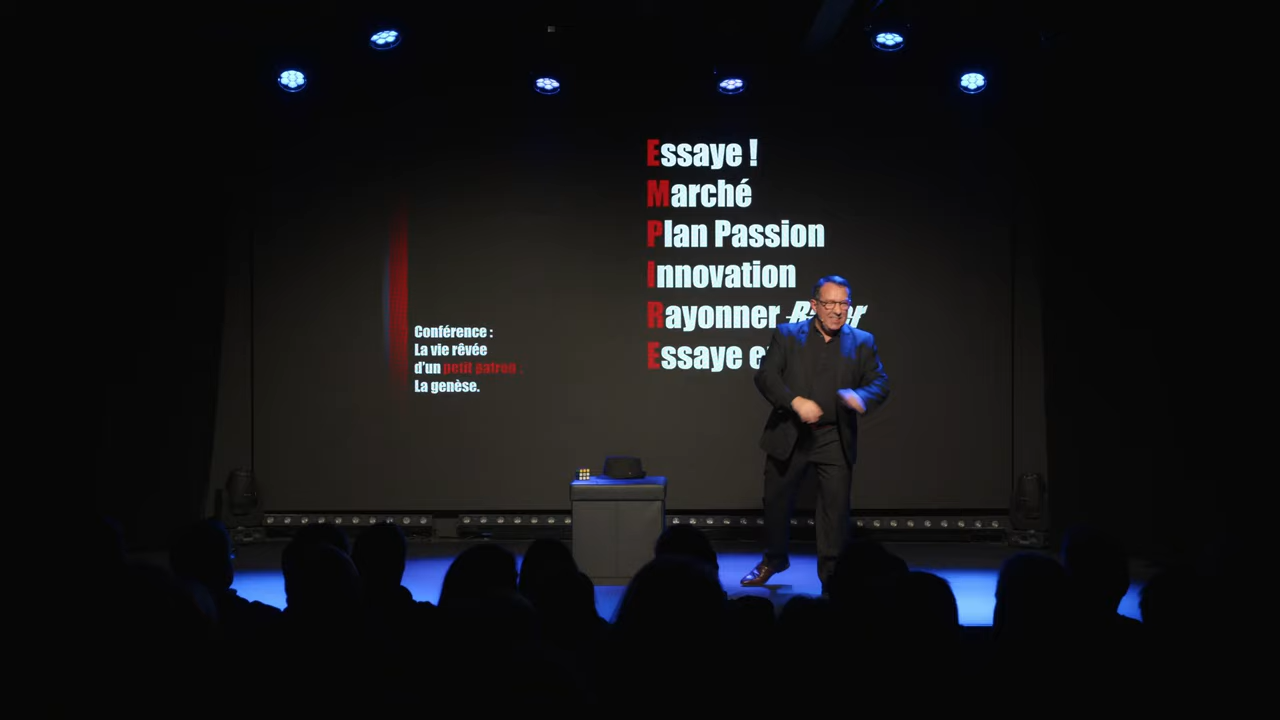 Conférence :
La vie rêvée
d'un petit patron :
La genèse.
Essaye !
Marché
Plan Passion
Innovation
Rayonner
Essaye